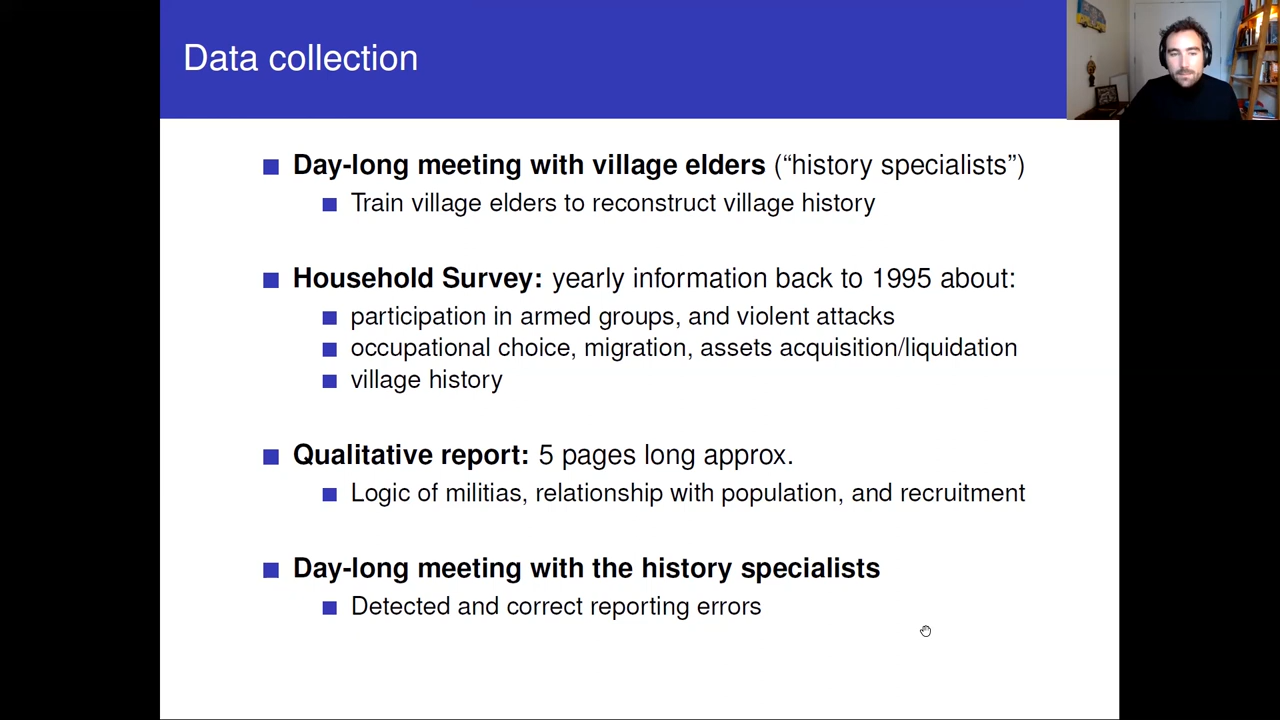 Data collection
Day-long meeting with village elders (“history specialists”)
Train village elders to reconstruct village history
Household Survey: yearly information back to 1995 about:
participation in armed groups, and violent attacks
occupational choice, migration, assets acquisition/liquidation
village history
Qualitative report: 5 pages long approx.
Logic of militias, relationship with population, and recruitment
Day-long meeting with the history specialists
Detected and correct reporting errors